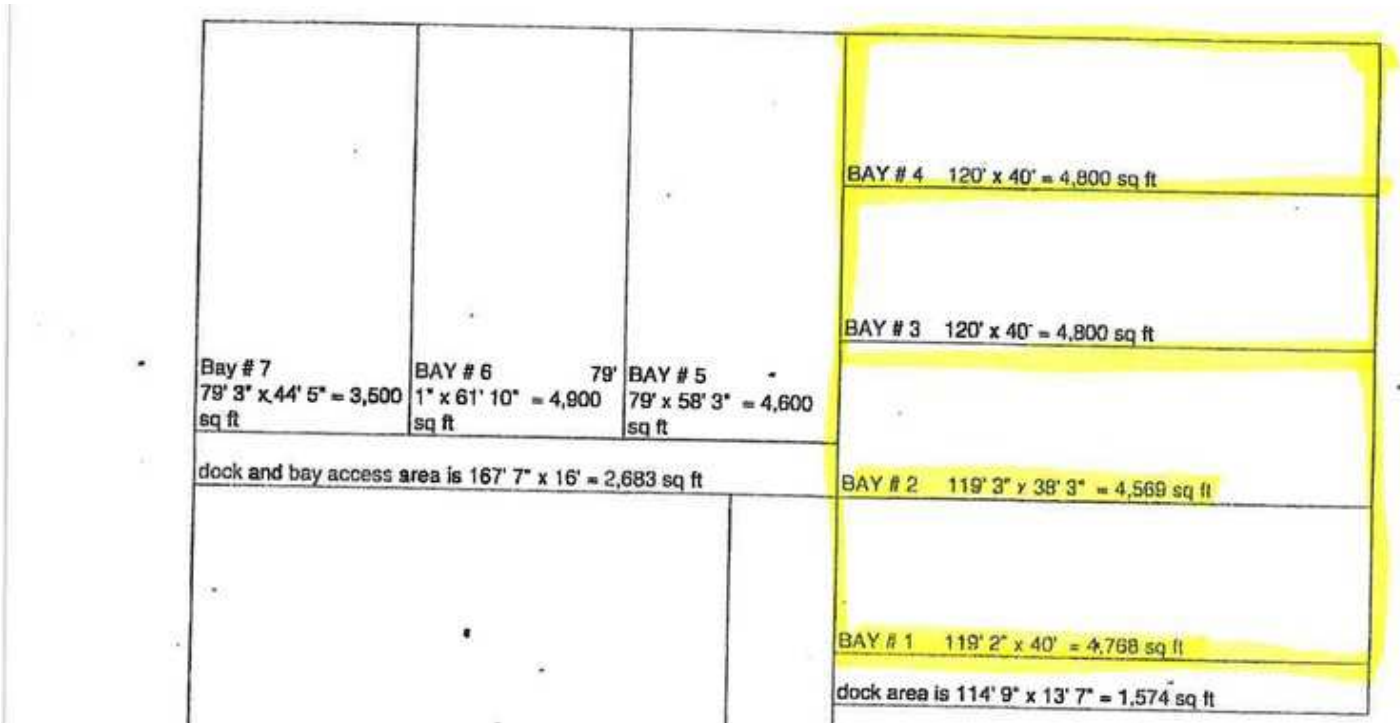 BAY # 4 120' x 40' = 4,800 sq ft
BAY # 3 120' x 40' = 4,800 sq ft
Bay # 7
79' 3" x 44' 5" = 3,500
sq ft
BAY # 6 79'
1" x 61' 10" = 4,900
sq ft
BAY # 5
79' x 58' 3" = 4,600
sq ft
dock and bay access area is 167' 7" x 16' = 2,683 sq ft
BAY # 2 119' 3" x 38' 3" = 4,569 sq ft
BAY # 1 119' 2" x 40' = 4,768 sq ft
dock area is 114' 9" x 13' 7" = 1,574 sq ft